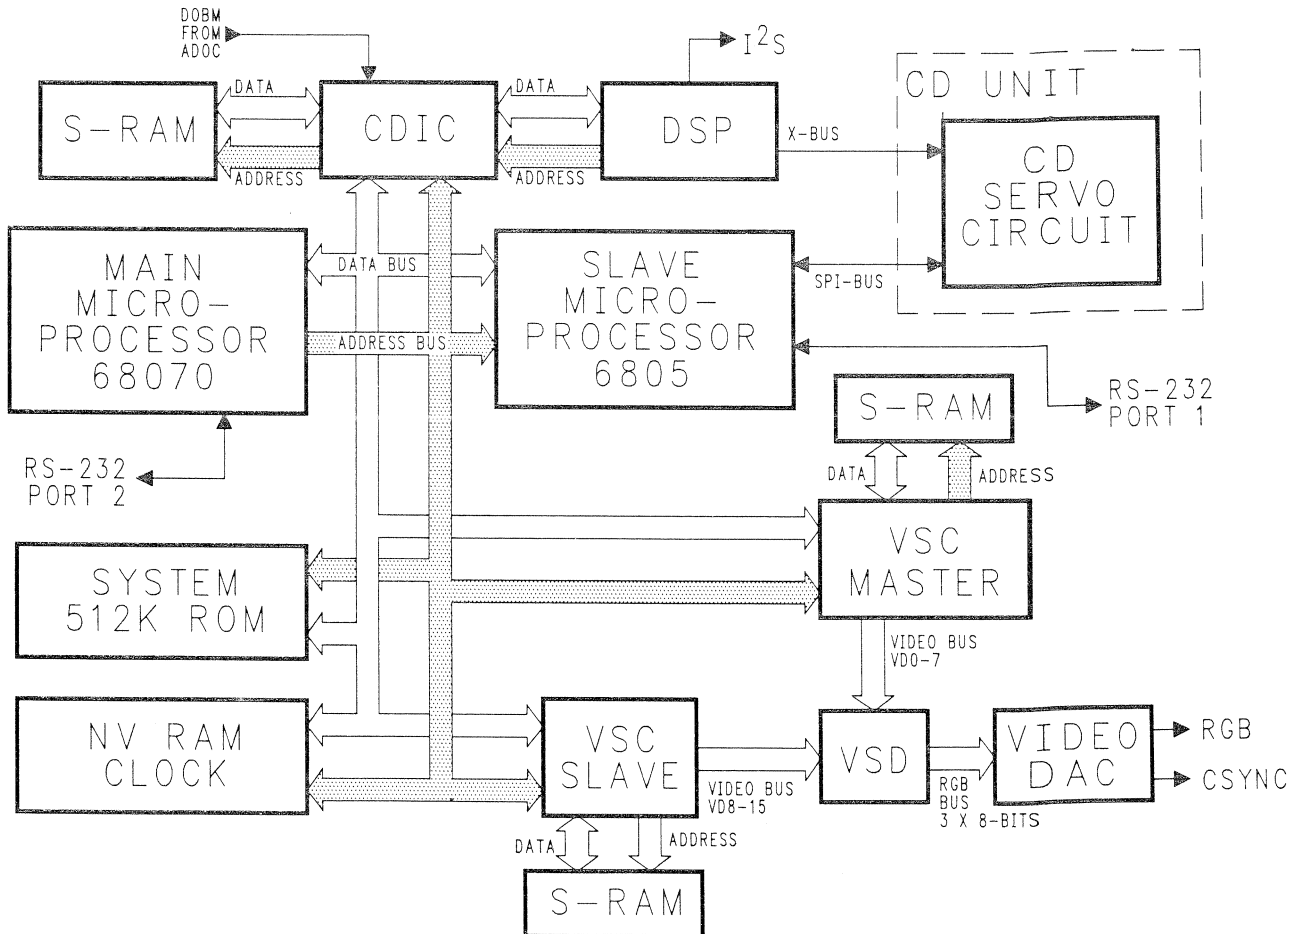 DOBM
FROM
ADOC
I²S
CD UNIT
S-RAM
DATA
ADDRESS
CDIC
DATA
ADDRESS
DSP
X-BUS
CD
SERVO
CIRCUIT
MAIN
MICRO-
PROCESSOR
68070
DATA BUS
ADDRESS BUS
SLAVE
MICRO-
PROCESSOR
6805
SPI-BUS
RS-232
PORT 1
RS-232
PORT 2
S-RAM
DATA
ADDRESS
VSC
MASTER
SYSTEM
512K ROM
VIDEO BUS
VD0-7
NV RAM
CLOCK
VSC
SLAVE
VIDEO BUS
VD8-15
VSD
RGB
BUS
3 X 8-BITS
VIDEO
DAC
RGB
CSYNC
DATA
ADDRESS
S-RAM